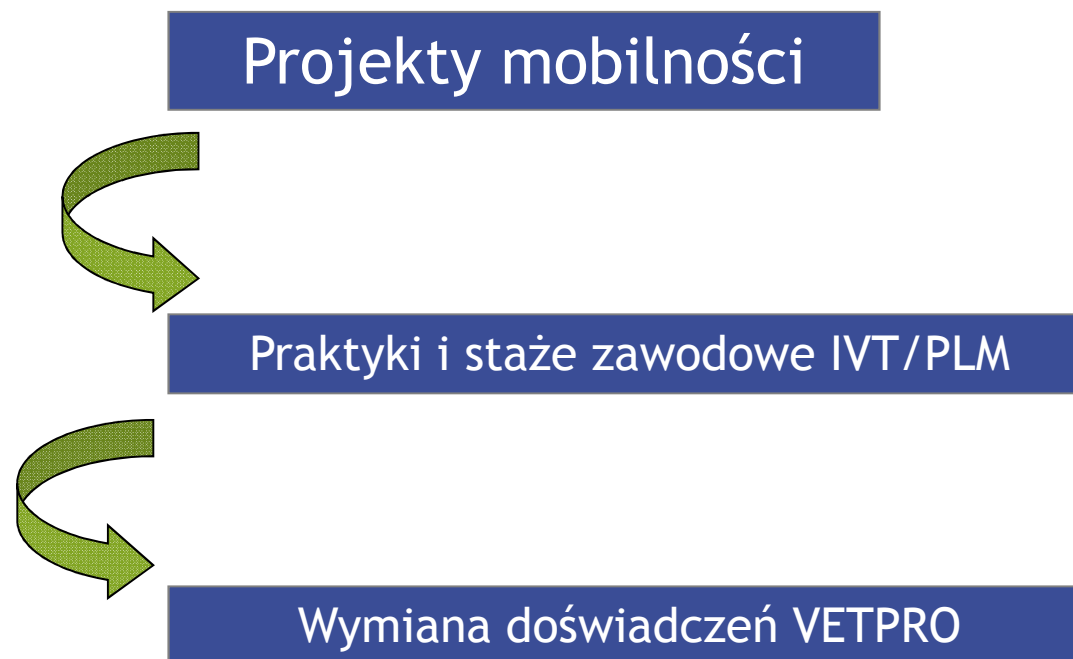 Projekty mobilności
Praktyki i staże zawodowe IVT/PLM
Wymiana doświadczeń VETPRO